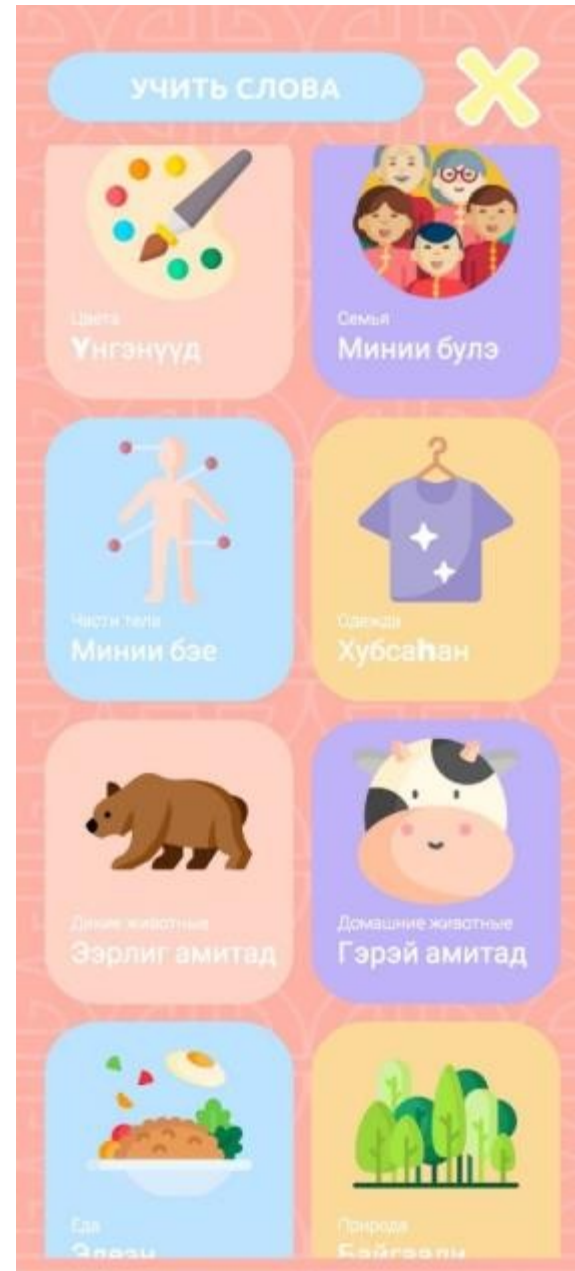 УЧИТЬ СЛОВА
Цвета
Үнгэнүүд
Семья
Минии булэ
Части тела
Минии бэе
Одежда
Хубсаһан
Дикие животные
Ээрлиг амитад
Домашние животные
Гэрэй амитад
Еда
Природа